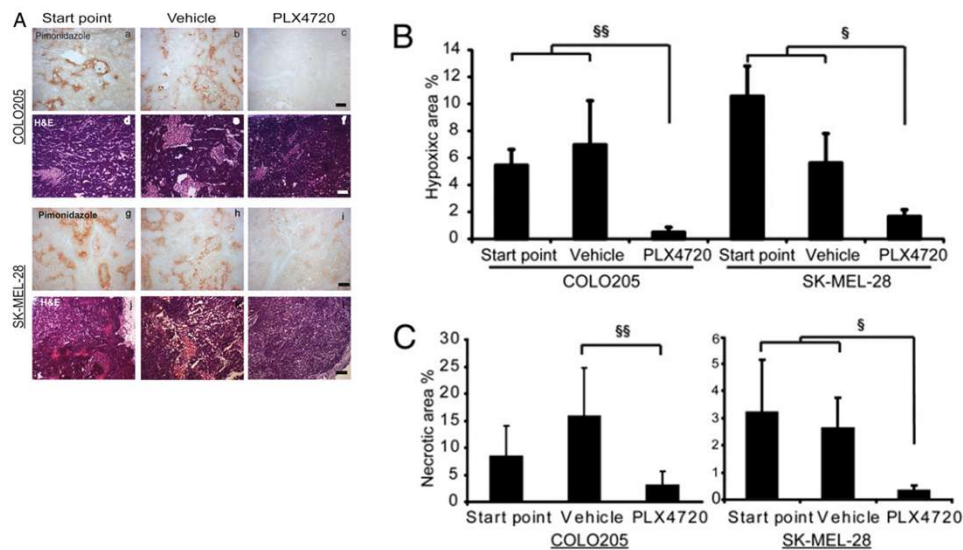 A
Start point Vehicle PLX4720
COLO205
Pimonidazole a b c
H&E d e f
SK-MEL-28
Pimonidazole g h i
H&E j
B
Hypoxixc area %
14
12
10
8
6
4
2
0
§§ §
Start point Vehicle PLX4720 Start point Vehicle PLX4720
COLO205 SK-MEL-28
C
Necrotic area %
30
25
20
15
10
5
0
§§
Start point Vehicle PLX4720
COLO205
6
5
4
3
2
1
0
§
Start point Vehicle PLX4720
SK-MEL-28